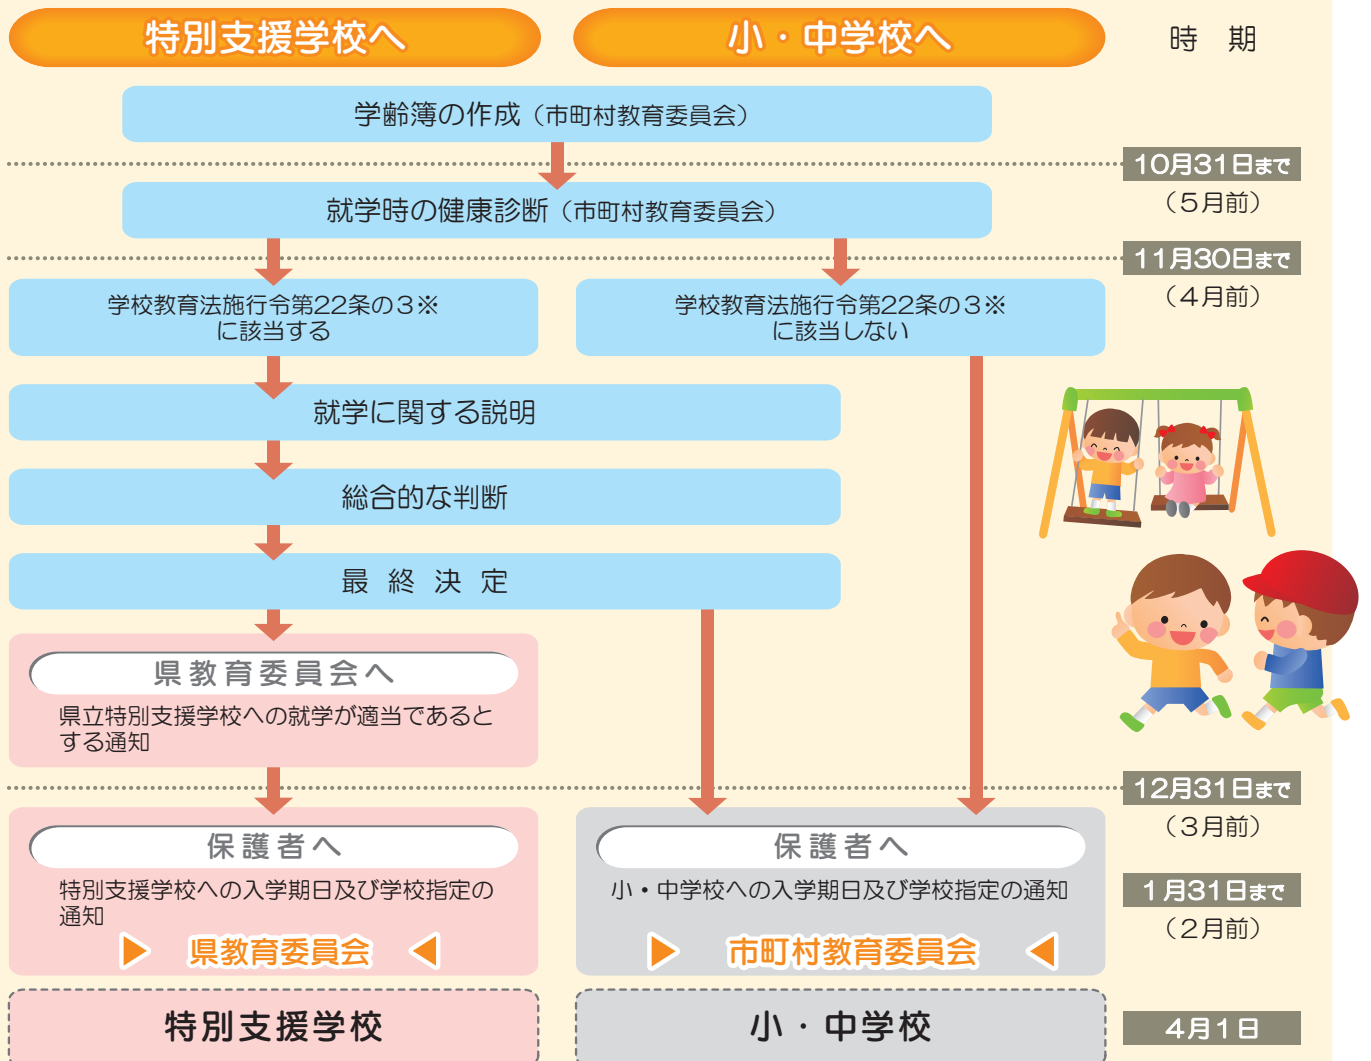 特別支援学校へ
小・中学校へ
時 期
学齢簿の作成（市町村教育委員会）
10月31日まで
（５月前）
就学時の健康診断（市町村教育委員会）
11月30日まで
（４月前）
学校教育法施行令第22条の３※
に該当する
学校教育法施行令第22条の３※
に該当しない
就学に関する説明
総合的な判断
最 終 決 定
県教育委員会へ
県立特別支援学校への就学が適当であると
する通知
12月31日まで
（３月前）
保護者へ
特別支援学校への入学期日及び学校指定の
通知
県教育委員会
保護者へ
小・中学校への入学期日及び学校指定の通知
市町村教育委員会
１月31日まで
（２月前）
特別支援学校
小・中学校
４月１日